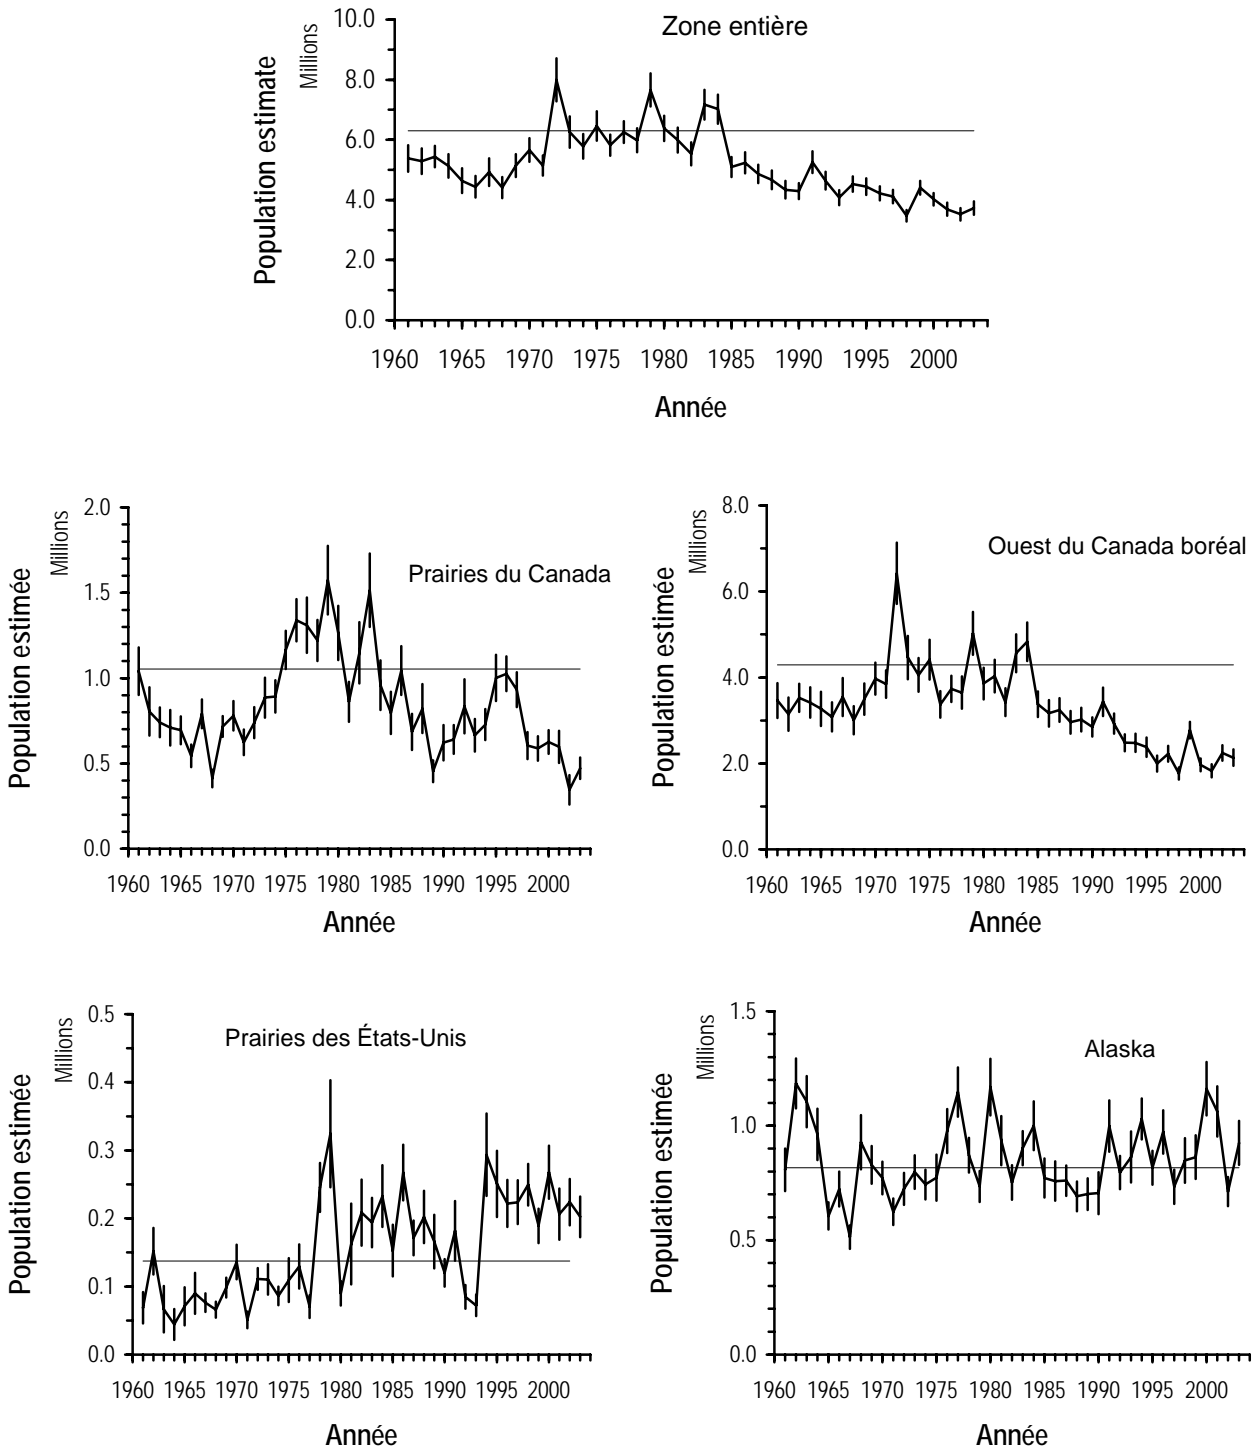 Zone entière
Population estimate
Millions
10.0
8.0
6.0
4.0
2.0
0.0
1960 1965 1970 1975 1980 1985 1990 1995 2000
Année
Prairies du Canada
Population estimée
Millions
2.0
1.5
1.0
0.5
0.0
1960 1965 1970 1975 1980 1985 1990 1995 2000
Année
Ouest du Canada boréal
Population estimée
Millions
8.0
6.0
4.0
2.0
0.0
1960 1965 1970 1975 1980 1985 1990 1995 2000
Année
Prairies des États-Unis
Population estimée
Millions
0.5
0.4
0.3
0.2
0.1
0.0
1960 1965 1970 1975 1980 1985 1990 1995 2000
Année
Alaska
Population estimée
Millions
1.5
1.0
0.5
0.0
1960 1965 1970 1975 1980 1985 1990 1995 2000
Année